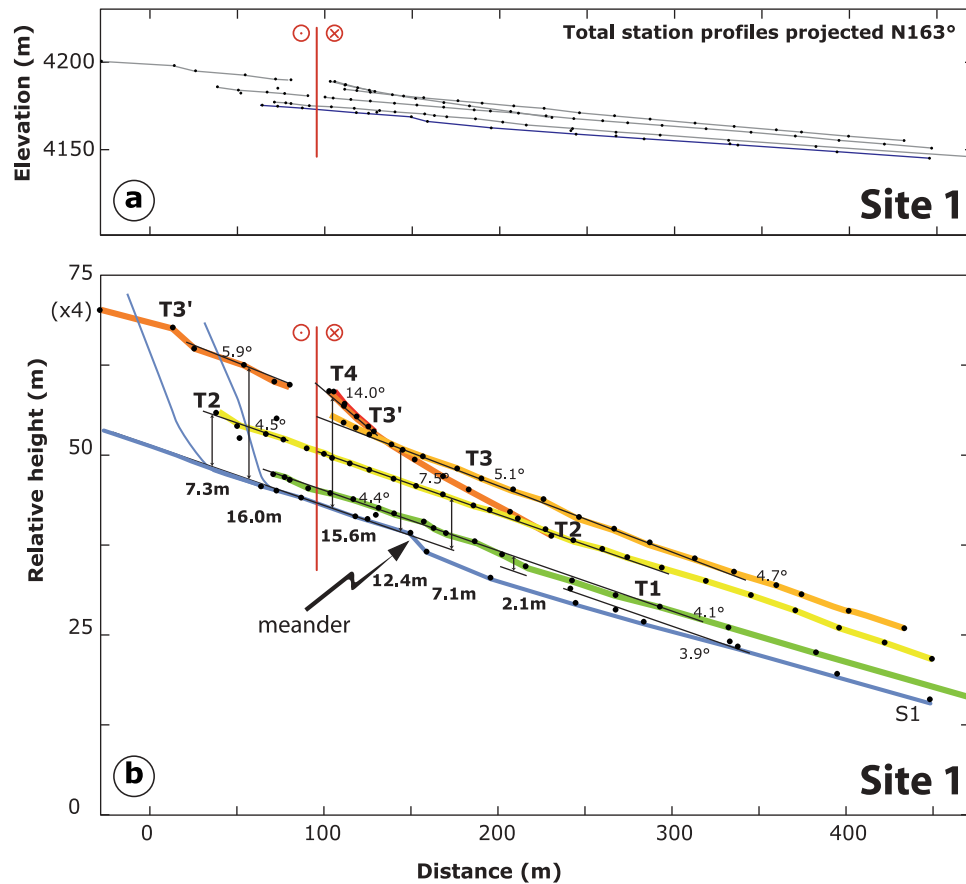 Total station profiles projected N163°
4200
4150
Elevation (m)
a
Site 1
75
(x4)
50
25
0
Relative height (m)
T3'
5.9°
T4
14.0°
T3'
T2
4.5°
T3
5.1°
7.5°
7.3m
4.4°
T2
16.0m
15.6m
4.7°
12.4m
7.1m
2.1m
T1
4.1°
meander
3.9°
S1
b
Site 1
0
100
200
300
400
Distance (m)